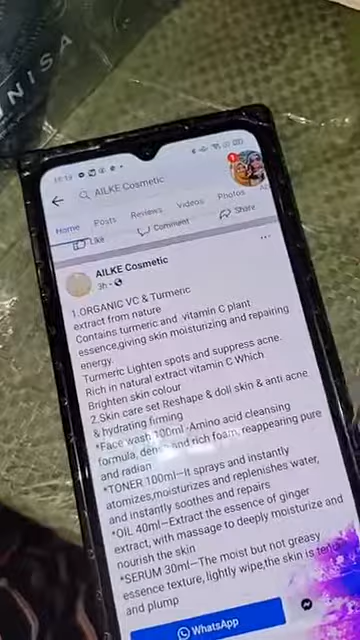 NISA
18:19
AILKE Cosmetic
1
Home Posts Reviews Videos Photos
Like Comment Share
AILKE Cosmetic
3h
1.ORGANIC VC & Turmeric
extract from nature
Contains turmeric and vitamin C plant
essence,giving skin moisturizing and repairing
energy.
Turmeric Lighten spots and suppress acne.
Rich in natural extract vitamin C Which
Brighten skin colour
2.Skin care set Reshape & doll skin & anti acne
& hydrating firming
*Face wash 100ml-Amino acid cleansing
formula, dense and rich foam, reappearing pure
and radian
*TONER 100ml—It sprays and instantly
atomizes,moisturizes and replenishes water,
and instantly soothes and repairs
*OIL 40ml—Extract the essence of ginger
extract, with massage to deeply moisturize and
nourish the skin
*SERUM 30ml—The moist but not greasy
essence texture, lightly wipe,the skin is
and plump
WhatsApp